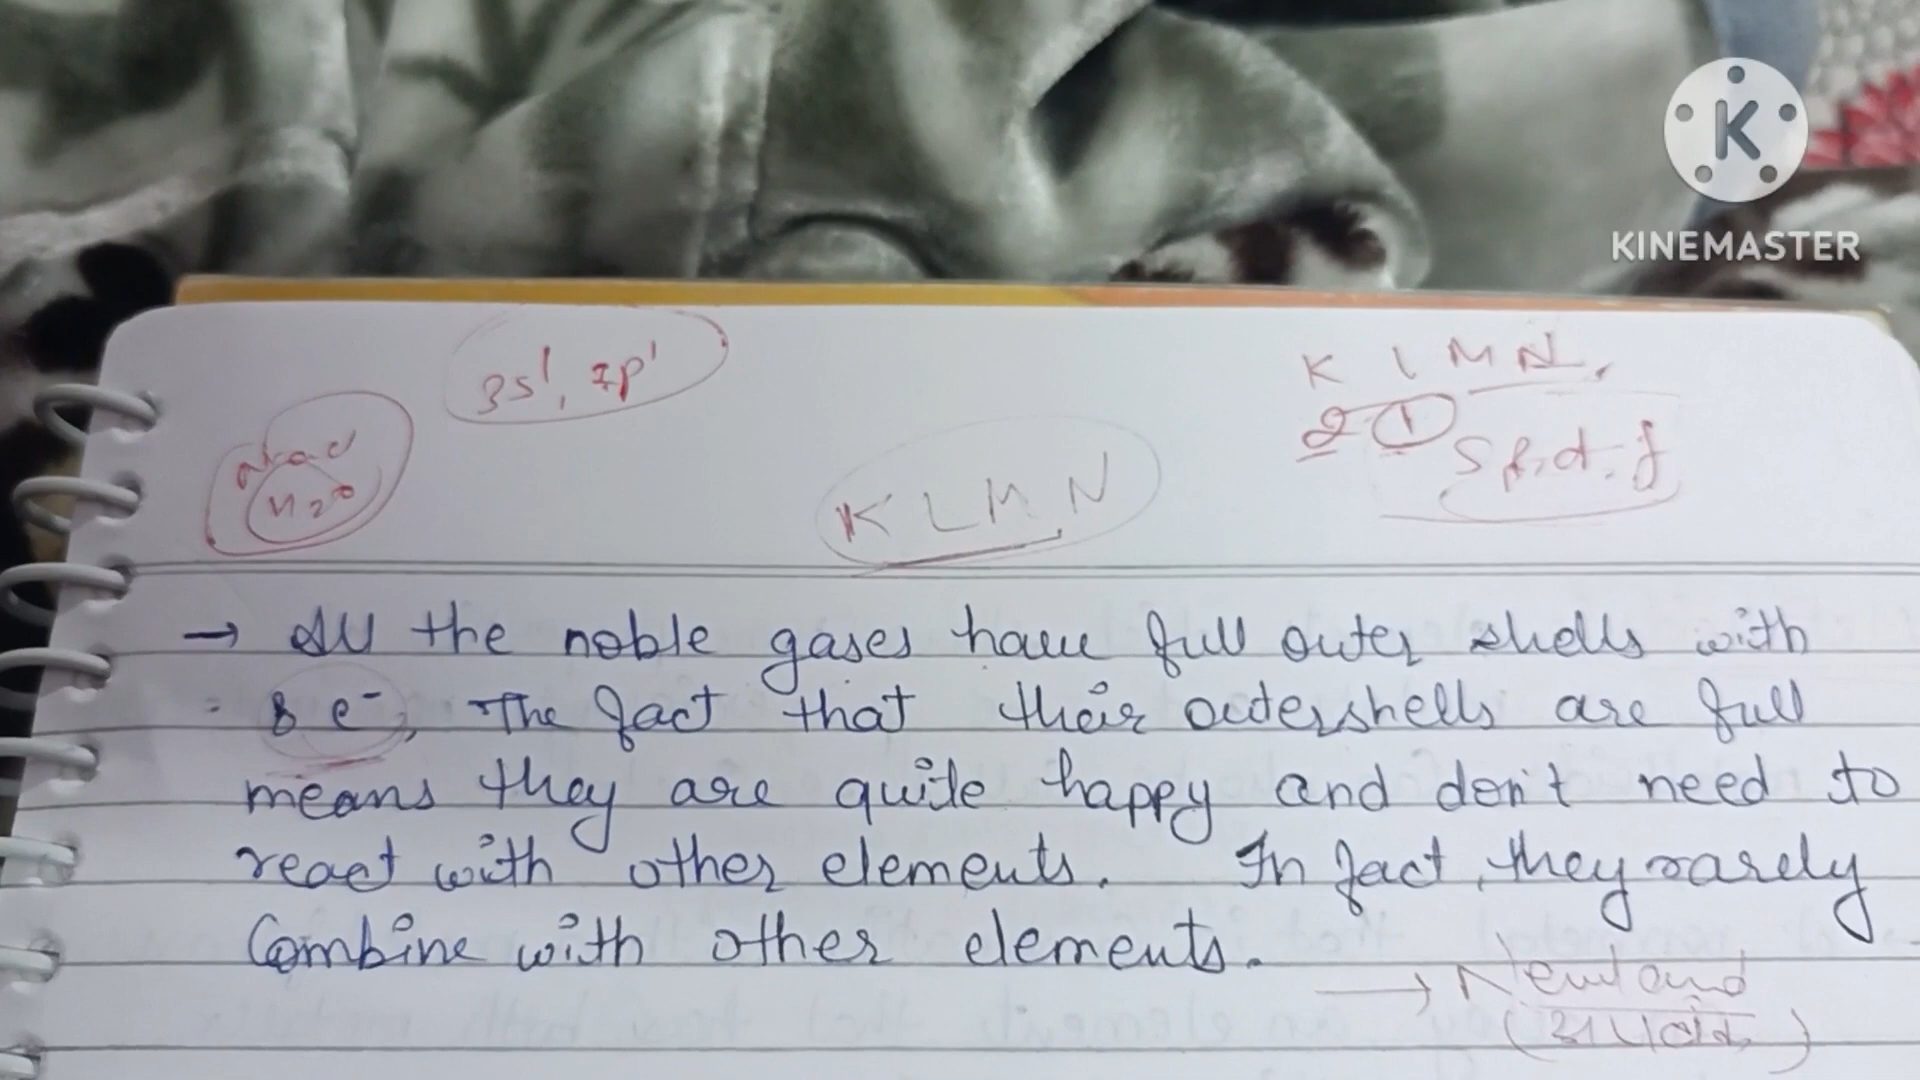 3s¹, 2p¹
K L M N,
2 1
s p, d, f
H2O
K L M N
KINEMASTER
→ All the noble gases have full outer shells with
8 e⁻, The fact that their outershells are full
means they are quite happy and don't need to
react with other elements. In fact, they rarely
Combine with other elements.
→ Newland